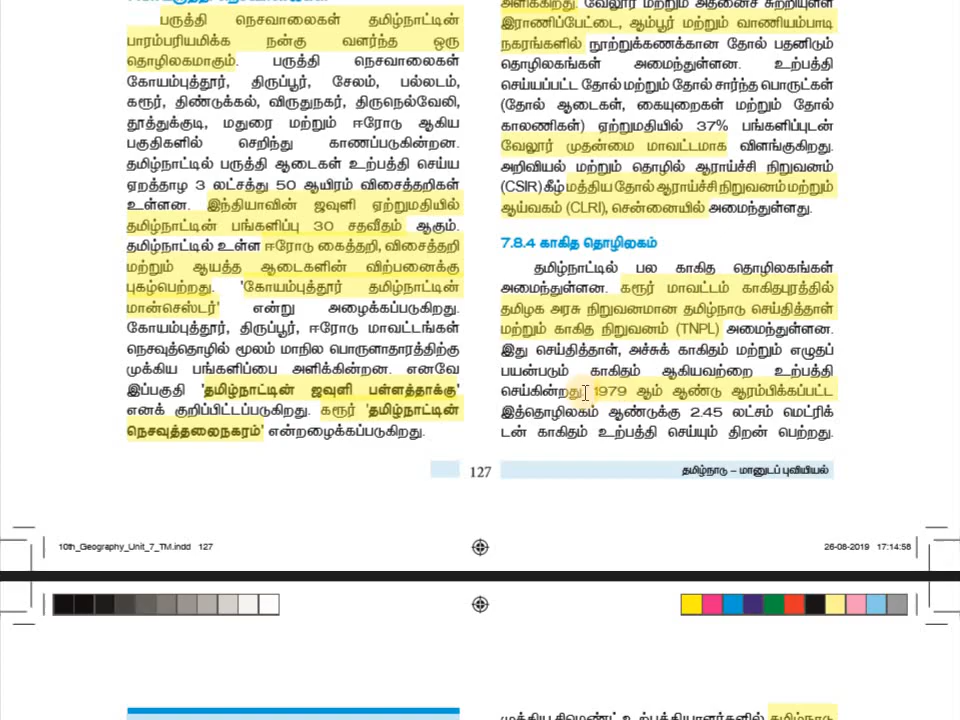 பருத்தி நெசவாலைகள் தமிழ்நாட்டின்
பாரம்பரியமிக்க நன்கு வளர்ந்த ஒரு
தொழிலகமாகும். பருத்தி நெசவாலைகள்
கோயம்புத்தூர், திருப்பூர், சேலம், பல்லடம்,
கரூர், திண்டுக்கல், விருதுநகர், திருநெல்வேலி,
தூத்துக்குடி, மதுரை மற்றும் ஈரோடு ஆகிய
பகுதிகளில் செறிந்து காணப்படுகின்றன.
தமிழ்நாட்டில் பருத்தி ஆடைகள் உற்பத்தி செய்ய
ஏறத்தாழ 3 லட்சத்து 50 ஆயிரம் விசைத்தறிகள்
உள்ளன. இந்தியாவின் ஜவுளி ஏற்றுமதியில்
தமிழ்நாட்டின் பங்களிப்பு 30 சதவீதம் ஆகும்.
தமிழ்நாட்டில் உள்ள ஈரோடு கைத்தறி, விசைத்தறி
மற்றும் ஆயத்த ஆடைகளின் விற்பனைக்கு
புகழ்பெற்றது. 'கோயம்புத்தூர் தமிழ்நாட்டின்
மான்செஸ்டர்' என்று அழைக்கப்படுகிறது.
கோயம்புத்தூர், திருப்பூர், ஈரோடு மாவட்டங்கள்
நெசவுத்தொழில் மூலம் மாநில பொருளாதாரத்திற்கு
முக்கிய பங்களிப்பை அளிக்கின்றன. எனவே
இப்பகுதி 'தமிழ்நாட்டின் ஜவுளி பள்ளத்தாக்கு'
எனக் குறிப்பிட்டப்படுகிறது. கரூர் 'தமிழ்நாட்டின்
நெசவுத்தலைநகரம்' என்றழைக்கப்படுகிறது.
அளிக்கிறது. வேலூர் மற்றும் அதனைச் சுற்றியுள்ள
இராணிப்பேட்டை, ஆம்பூர் மற்றும் வாணியம்பாடி
நகரங்களில் நூற்றுக்கணக்கான தோல் பதனிடும்
தொழிலகங்கள் அமைந்துள்ளன. உற்பத்தி
செய்யப்பட்ட தோல் மற்றும் தோல் சார்ந்த பொருட்கள்
(தோல் ஆடைகள், கையுறைகள் மற்றும் தோல்
காலணிகள்) ஏற்றுமதியில் 37% பங்களிப்புடன்
வேலூர் முதன்மை மாவட்டமாக விளங்குகிறது.
அறிவியல் மற்றும் தொழில் ஆராய்ச்சி நிறுவனம்
(CSIR) கீழ் மத்திய தோல் ஆராய்ச்சி நிறுவனம் மற்றும்
ஆய்வகம் (CLRI), சென்னையில் அமைந்துள்ளது.
7.8.4 காகித தொழிலகம்
தமிழ்நாட்டில் பல காகித தொழிலகங்கள்
அமைந்துள்ளன. கரூர் மாவட்டம் காகிதபுரத்தில்
தமிழக அரசு நிறுவனமான தமிழ்நாடு செய்தித்தாள்
மற்றும் காகித நிறுவனம் (TNPL) அமைந்துள்ளன.
இது செய்தித்தாள், அச்சுக் காகிதம் மற்றும் எழுதப்
பயன்படும் காகிதம் ஆகியவற்றை உற்பத்தி
செய்கின்றது. 1979 ஆம் ஆண்டு ஆரம்பிக்கப்பட்ட
இத்தொழிலகம் ஆண்டுக்கு 2.45 லட்சம் மெட்ரிக்
டன் காகிதம் உற்பத்தி செய்யும் திறன் பெற்றது.
127
தமிழ்நாடு – மானுடப் புவியியல்
10th_Geography_Unit_7_TM.indd 127
26-08-2019 17:14:58